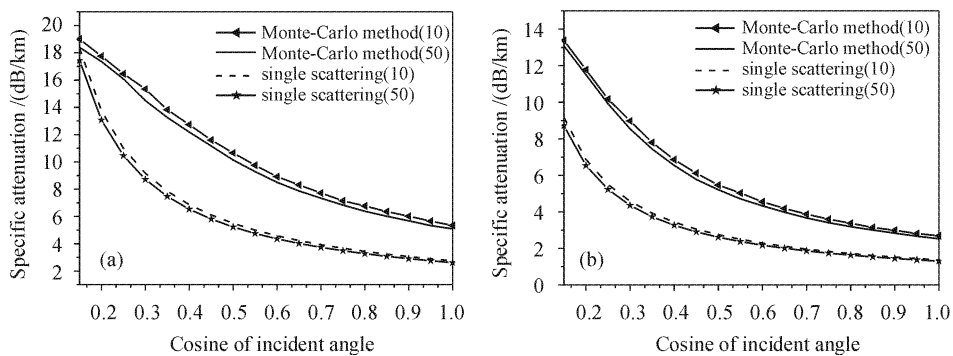 Specific attenuation /(dB/km)
20
18
16
14
12
10
8
6
4
2
Monte-Carlo method(10)
Monte-Carlo method(50)
single scattering(10)
single scattering(50)
(a)
0.2 0.3 0.4 0.5 0.6 0.7 0.8 0.9 1.0
Cosine of incident angle
Specific attenuation /(dB/km)
14
12
10
8
6
4
2
0
Monte-Carlo method(10)
Monte-Carlo method(50)
single scattering(10)
single scattering(50)
(b)
0.2 0.3 0.4 0.5 0.6 0.7 0.8 0.9 1.0
Cosine of incident angle